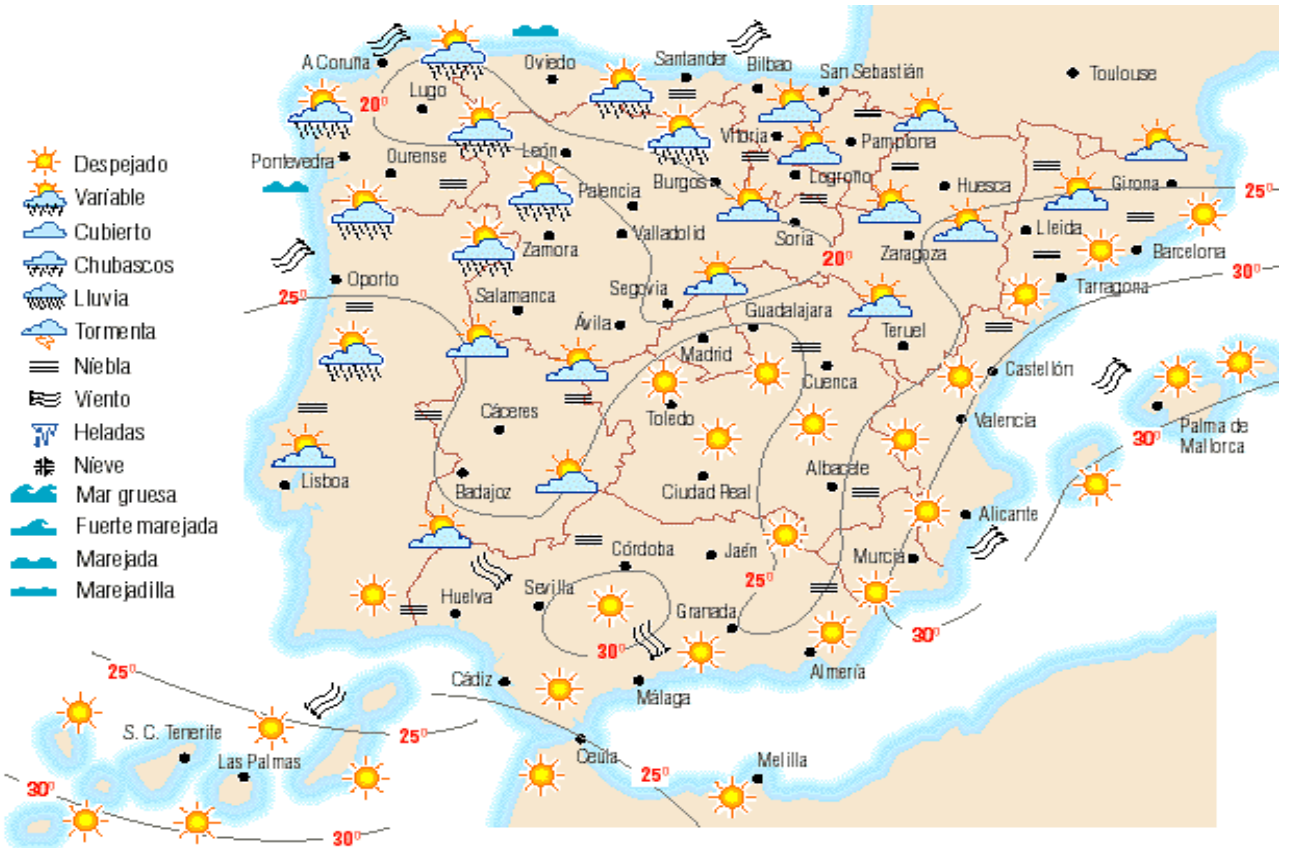 Despejado
Variable
Cubierto
Chubascos
Lluvia
Tormenta
Niebla
Viento
Heladas
Nieve
Mar gruesa
Fuerte marejada
Marejada
Marejadilla
A Coruña
Lugo
Oviedo
Santander
Bilbao
San Sebastián
Toulouse
20º
Pontevedra
Ourense
León
Vitoria
Pamplona
Palencia
Burgos
Logroño
Huesca
Girona
25º
Zamora
Valladolid
Soria
Zaragoza
Lleida
Barcelona
20º
30º
Oporto
25º
Salamanca
Segovia
Tarragona
Ávila
Guadalajara
Teruel
Madrid
Cuenca
Castellón
Cáceres
Toledo
Valencia
Palma de
Mallorca
30º
Lisboa
Badajoz
Ciudad Real
Albacete
Alicante
Córdoba
Jaén
Murcia
25º
Huelva
Sevilla
Granada
30º
30º
Cádiz
Málaga
Almería
25º
S. C. Tenerife
25º
Las Palmas
Ceuta
25º
Melilla
30º
30º